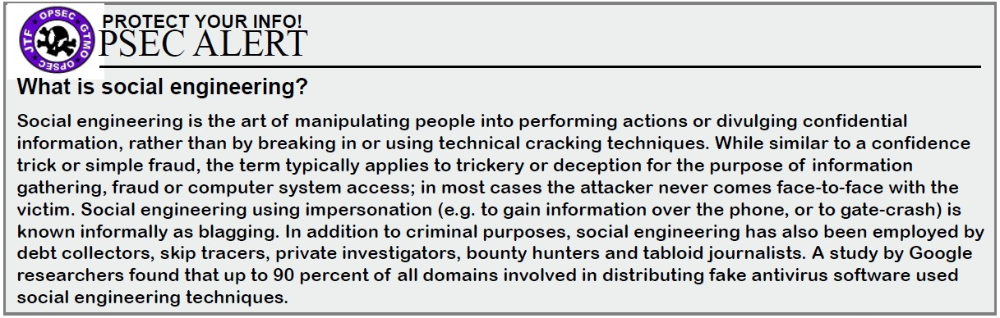 OPSEC
GTMO
OPSEC
JTF
PROTECT YOUR INFO!
PSEC ALERT
What is social engineering?
Social engineering is the art of manipulating people into performing actions or divulging confidential
information, rather than by breaking in or using technical cracking techniques. While similar to a confidence
trick or simple fraud, the term typically applies to trickery or deception for the purpose of information
gathering, fraud or computer system access; in most cases the attacker never comes face-to-face with the
victim. Social engineering using impersonation (e.g. to gain information over the phone, or to gate-crash) is
known informally as blagging. In addition to criminal purposes, social engineering has also been employed by
debt collectors, skip tracers, private investigators, bounty hunters and tabloid journalists. A study by Google
researchers found that up to 90 percent of all domains involved in distributing fake antivirus software used
social engineering techniques.